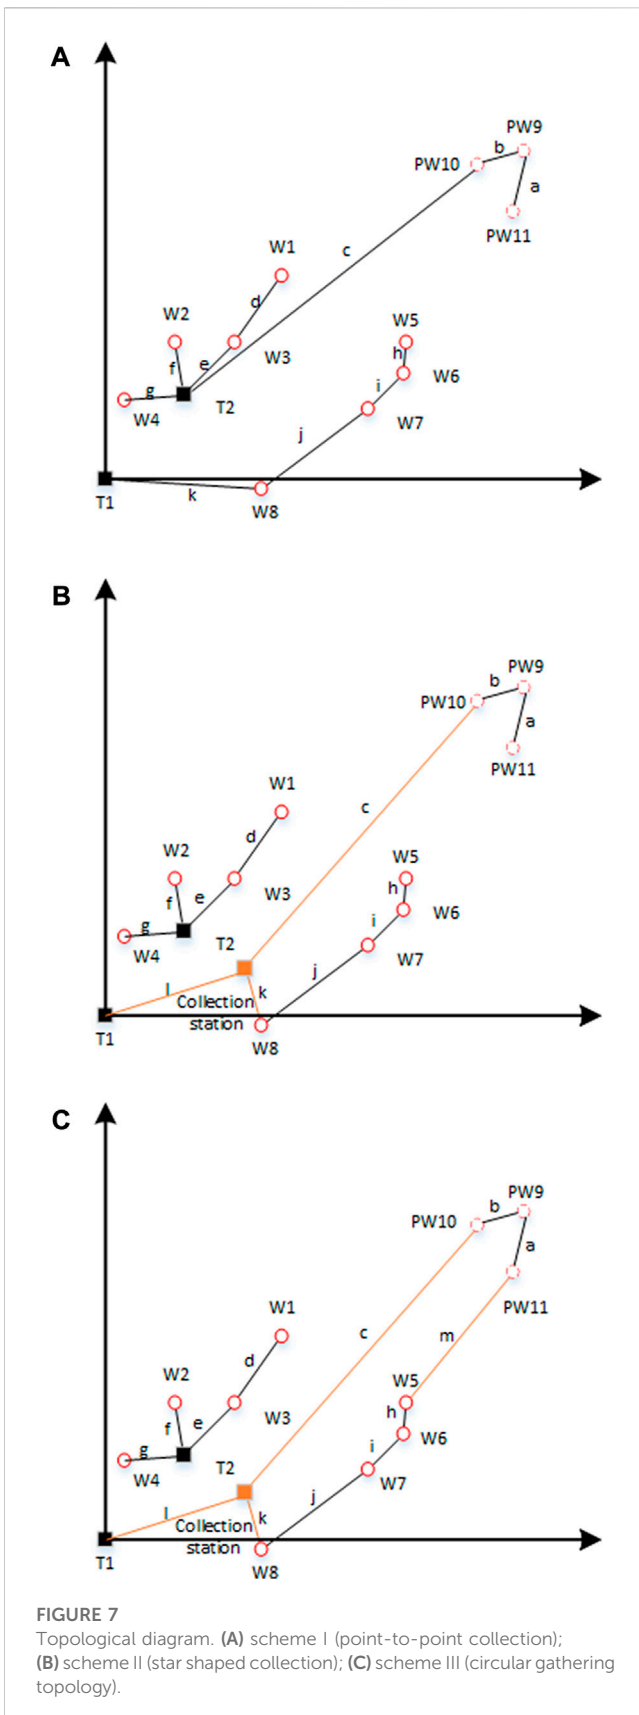 A
PW9
b
PW10
a
PW11
W1
c
d
W2
W5
W3
h
f
e
W6
i
g
W4
T2
W7
j
T1
k
W8
B
PW9
b
PW10
a
PW11
W1
c
d
W2
W5
h
W3
f
e
W6
i
g
W4
T2
W7
j
l
k
Collection
station
T1
W8
C
PW9
b
PW10
a
PW11
W1
c
m
d
W2
W5
h
W3
f
e
W6
i
g
W4
T2
W7
j
l
k
Collection
station
T1
W8
FIGURE 7
Topological diagram. (A) scheme I (point-to-point collection);
(B) scheme II (star shaped collection); (C) scheme III (circular gathering
topology).